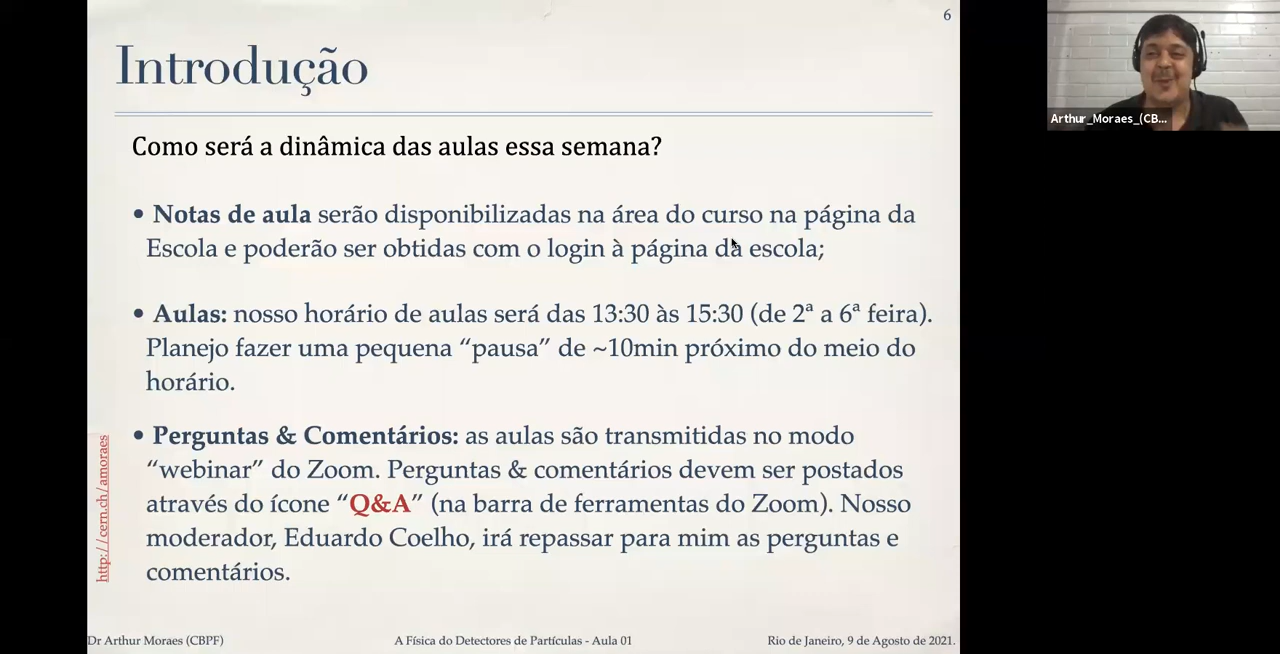 6
Introdução
Como será a dinâmica das aulas essa semana?
• Notas de aula serão disponibilizadas na área do curso na página da
Escola e poderão ser obtidas com o login à página da escola;
• Aulas: nosso horário de aulas será das 13:30 às 15:30 (de 2ª a 6ª feira).
Planejo fazer uma pequena “pausa” de ~10min próximo do meio do
horário.
• Perguntas & Comentários: as aulas são transmitidas no modo
“webinar” do Zoom. Perguntas & comentários devem ser postados
através do ícone “Q&A” (na barra de ferramentas do Zoom). Nosso
moderador, Eduardo Coelho, irá repassar para mim as perguntas e
comentários.
http://cern.ch/amoraes
Dr Arthur Moraes (CBPF)
A Física do Detectores de Partículas - Aula 01
Rio de Janeiro, 9 de Agosto de 2021.
Arthur_Moraes_(CB...